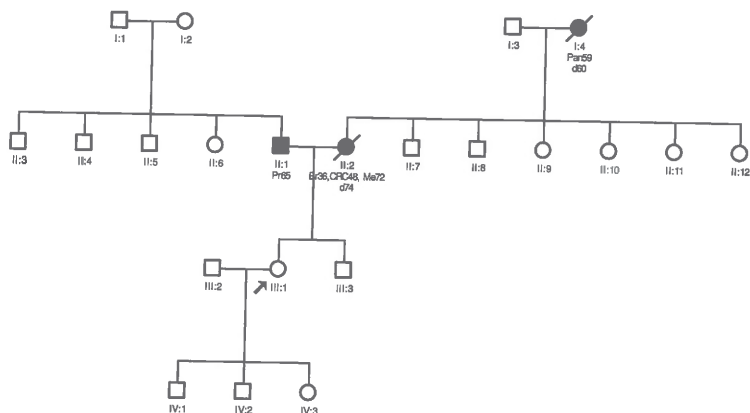 I:1
I:2
I:3
I:4
Pan59
d60
II:3
II:4
II:5
II:6
II:1
Pr65
II:2
Br36, CRC48, Me72
d74
II:7
II:8
II:9
II:10
II:11
II:12
III:2
III:1
III:3
IV:1
IV:2
IV:3